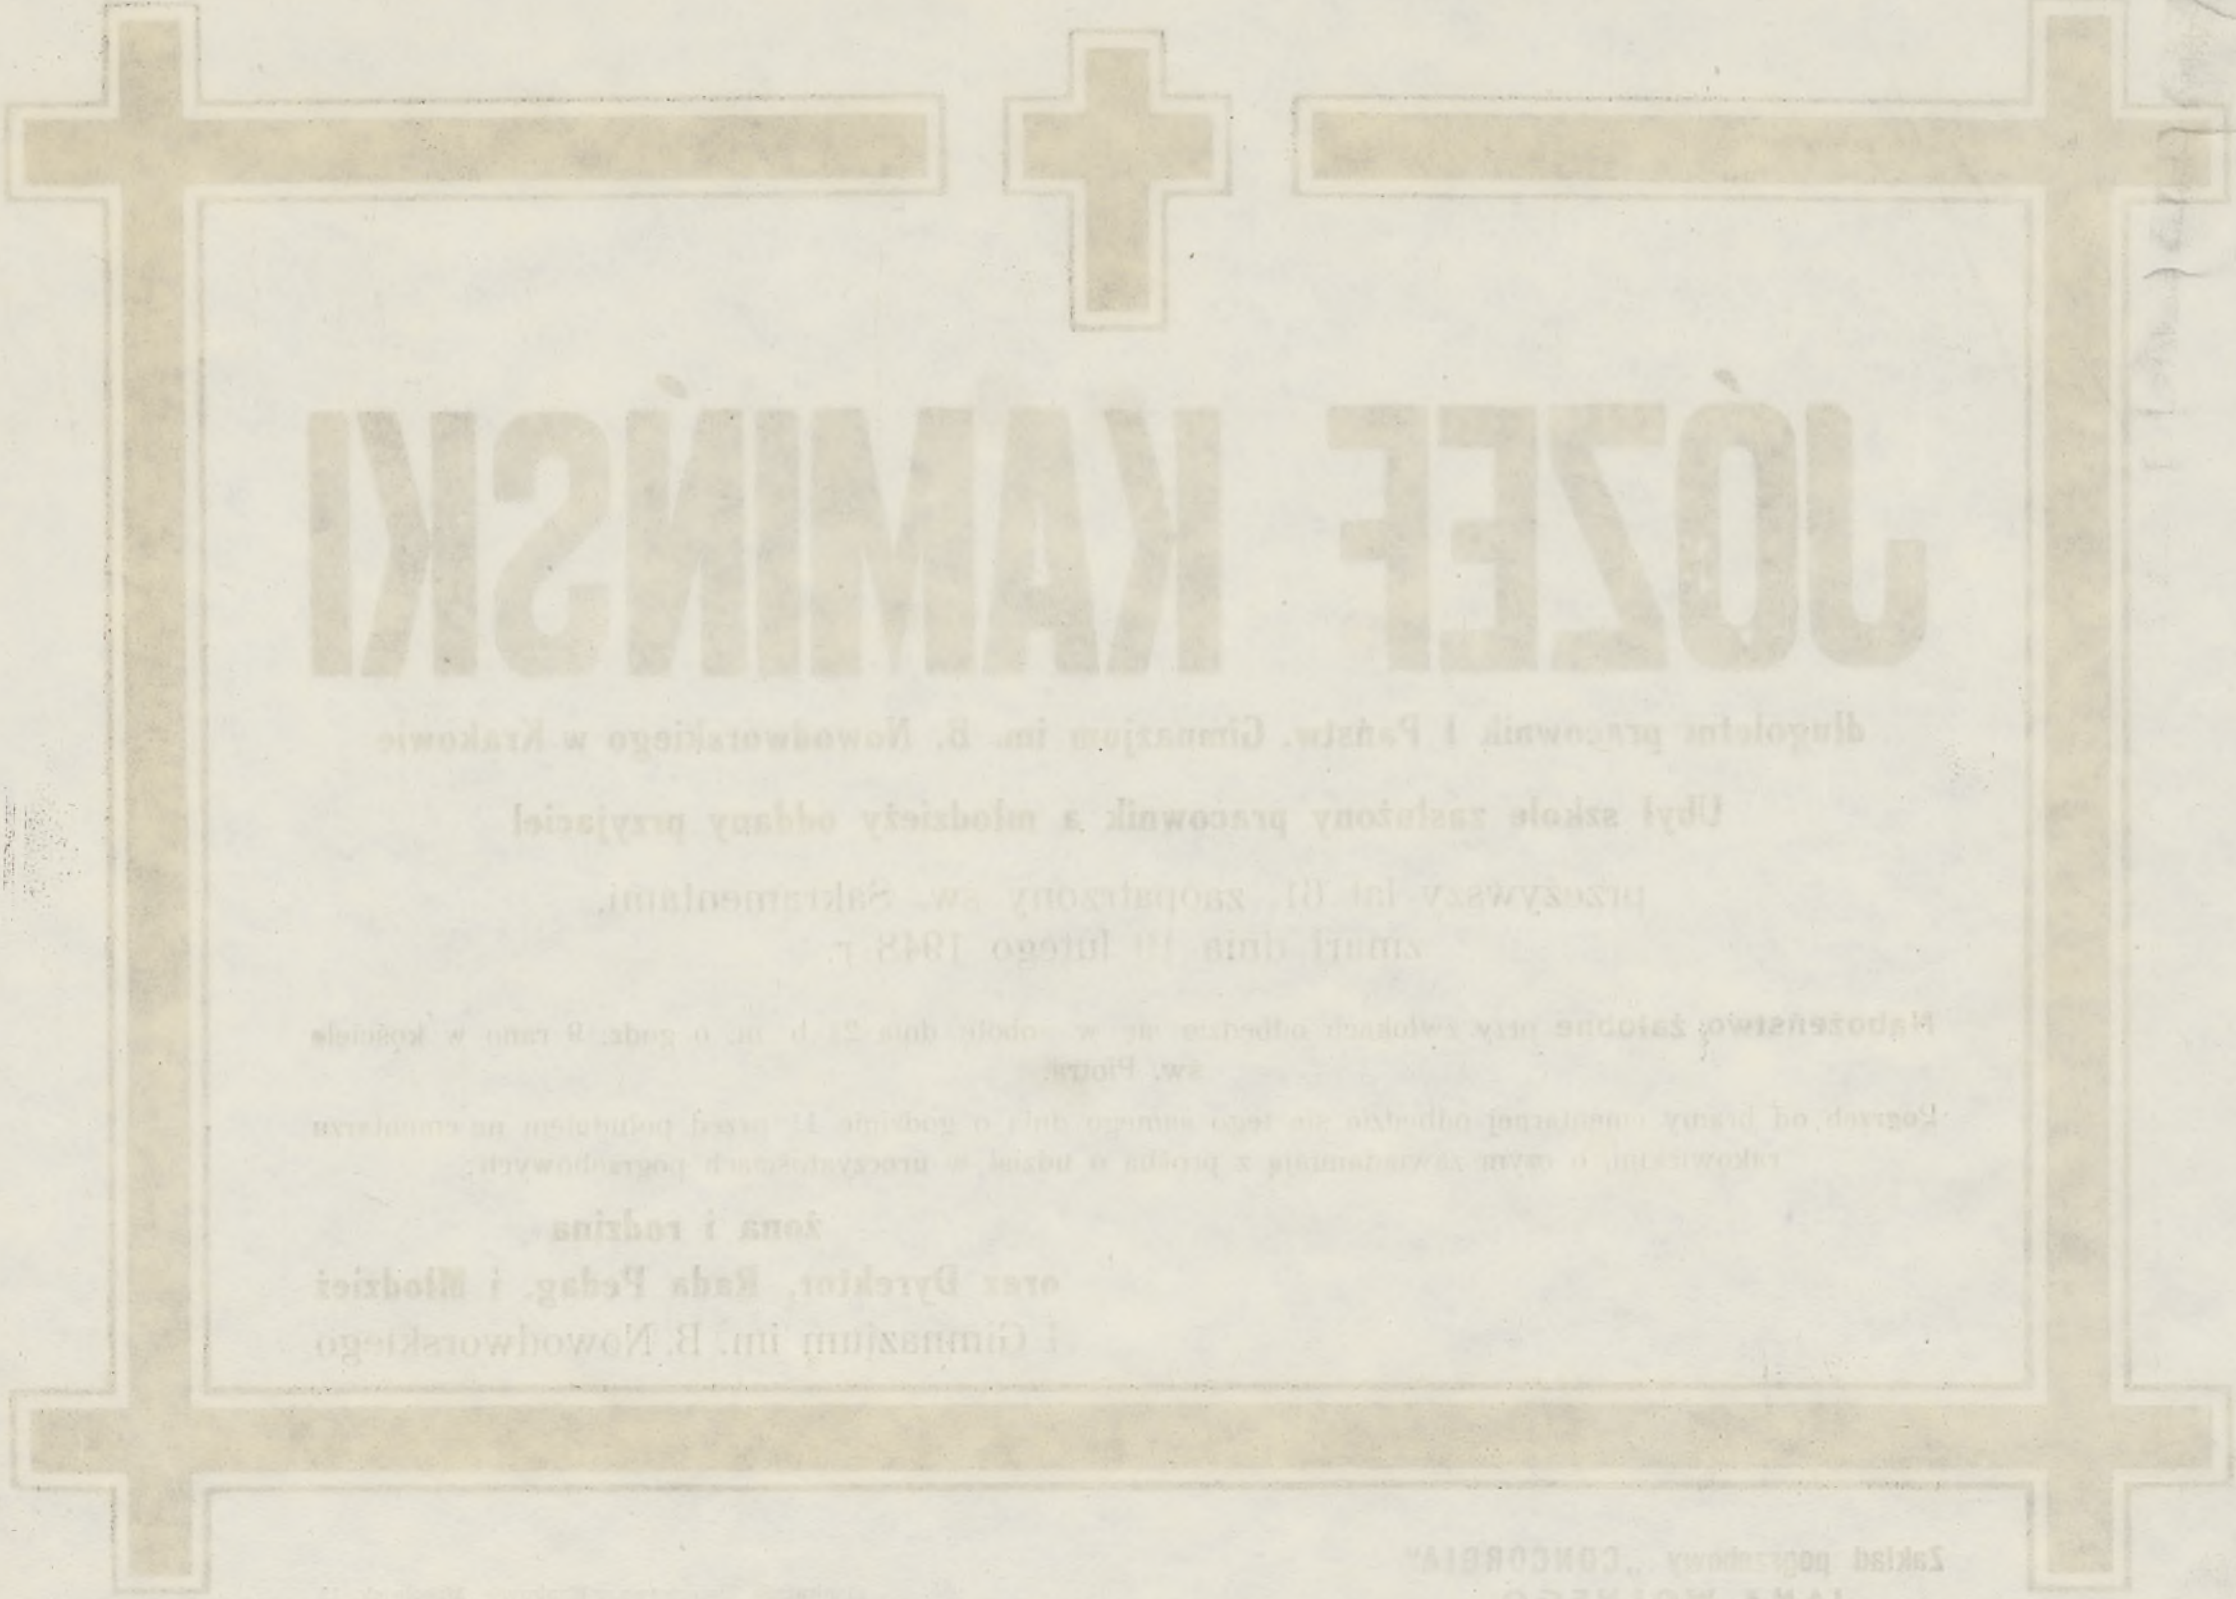 JÓZEF KAMIŃSKI
długoletni pracownik I Państw. Gimnazjum im. B. Nowodworskiego w Krakowie
Ubył szkole zasłużony pracownik a młodzieży oddany przyjaciel
przeżywszy lat 61, zaopatrzony św. Sakramentami,
zmarł dnia 19 lutego 1948 r.
Nabożeństwo żałobne przy zwłokach odbędzie się w sobotę dnia b. m. o godz. 9 rano w kościele
św. Piotra.
Pogrzeb od bramy cmentarnej odbędzie się tego samego dnia o godzinie przed południem na cmentarzu
rakowickim, o czym zawiadamiają z prośbą o udział w uroczystościach pogrzebowych:
żona i rodzina
oraz Dyrektor, Rada Pedag. i Młodzież
I Gimnazjum im. B. Nowodworskiego
Zakład pogrzebowy „CONCORDIA“